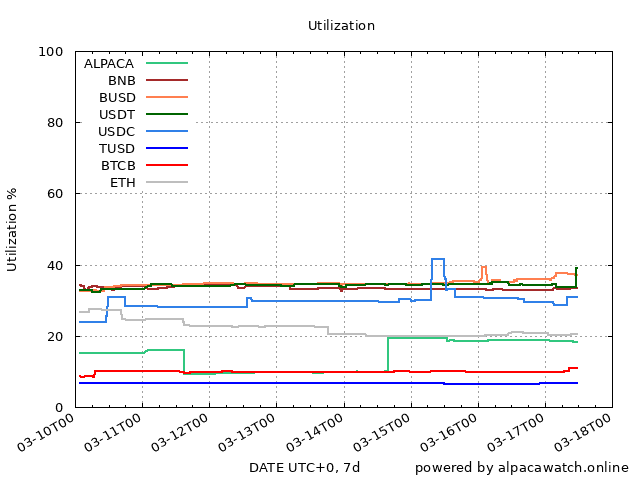 Utilization
100
80
60
40
20
0
Utilization %
ALPACA
BNB
BUSD
USDT
USDC
TUSD
BTCB
ETH
03-10T00
03-11T00
03-12T00
03-13T00
03-14T00
03-15T00
03-16T00
03-17T00
03-18T00
DATE UTC+0, 7d
powered by alpacawatch.online